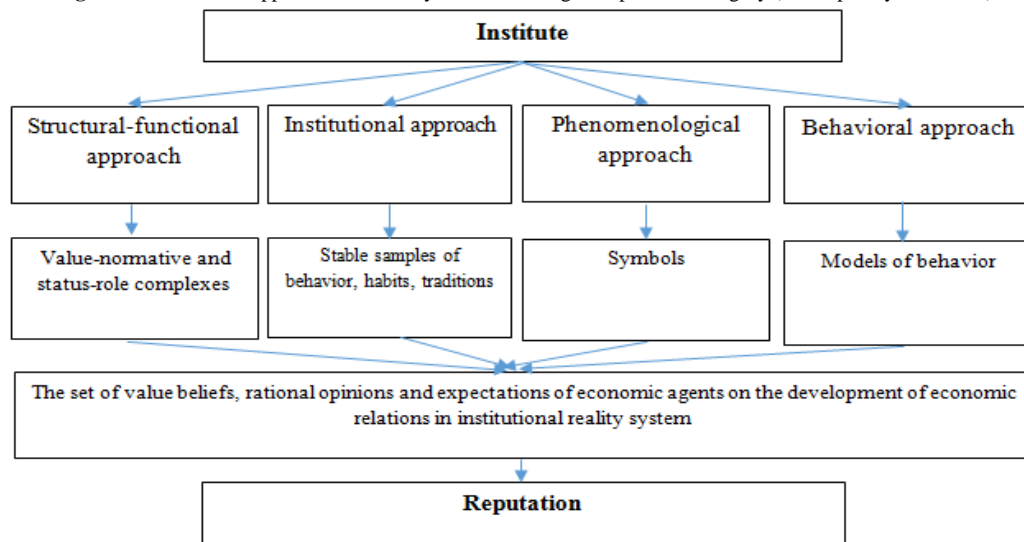 Institute
Structural-functional
approach
Institutional approach
Phenomenological
approach
Behavioral approach
Value-normative and
status-role complexes
Stable samples of
behavior, habits, traditions
Symbols
Models of behavior
The set of value beliefs, rational opinions and expectations of economic agents on the development of economic
relations in institutional reality system
Reputation